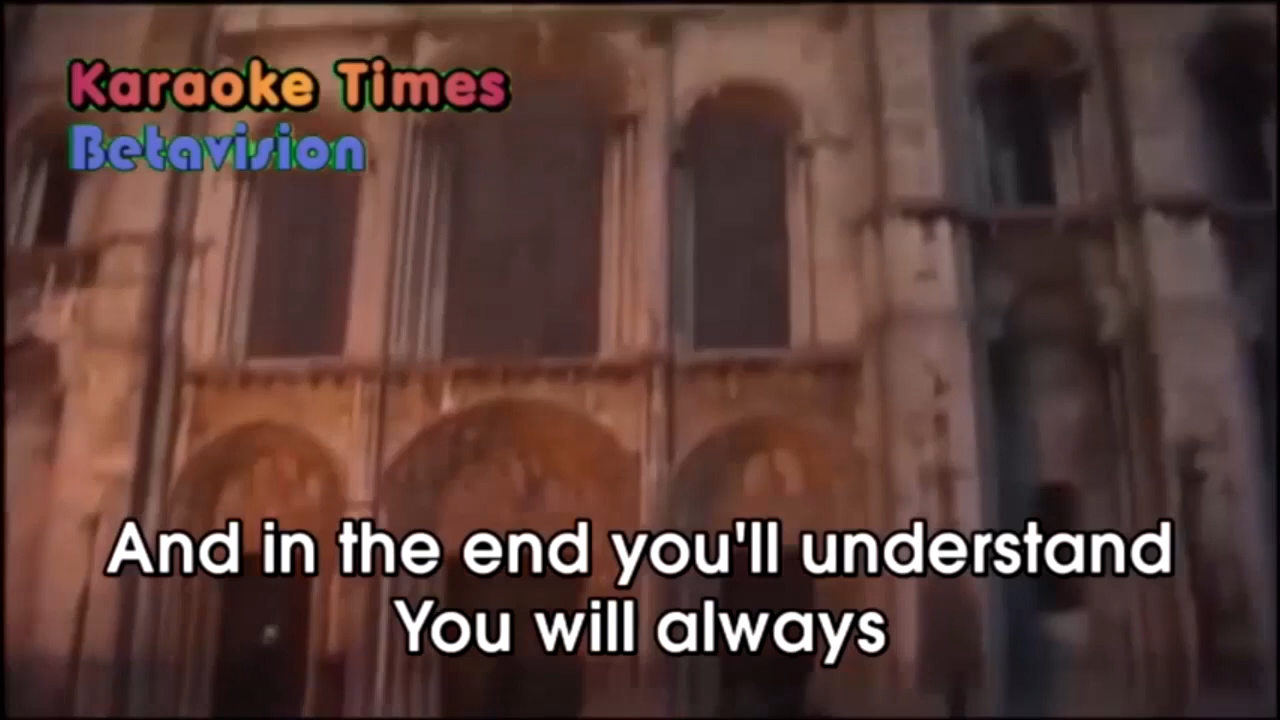 Karaoke Times
Betavision
And in the end you'll understand
You will always